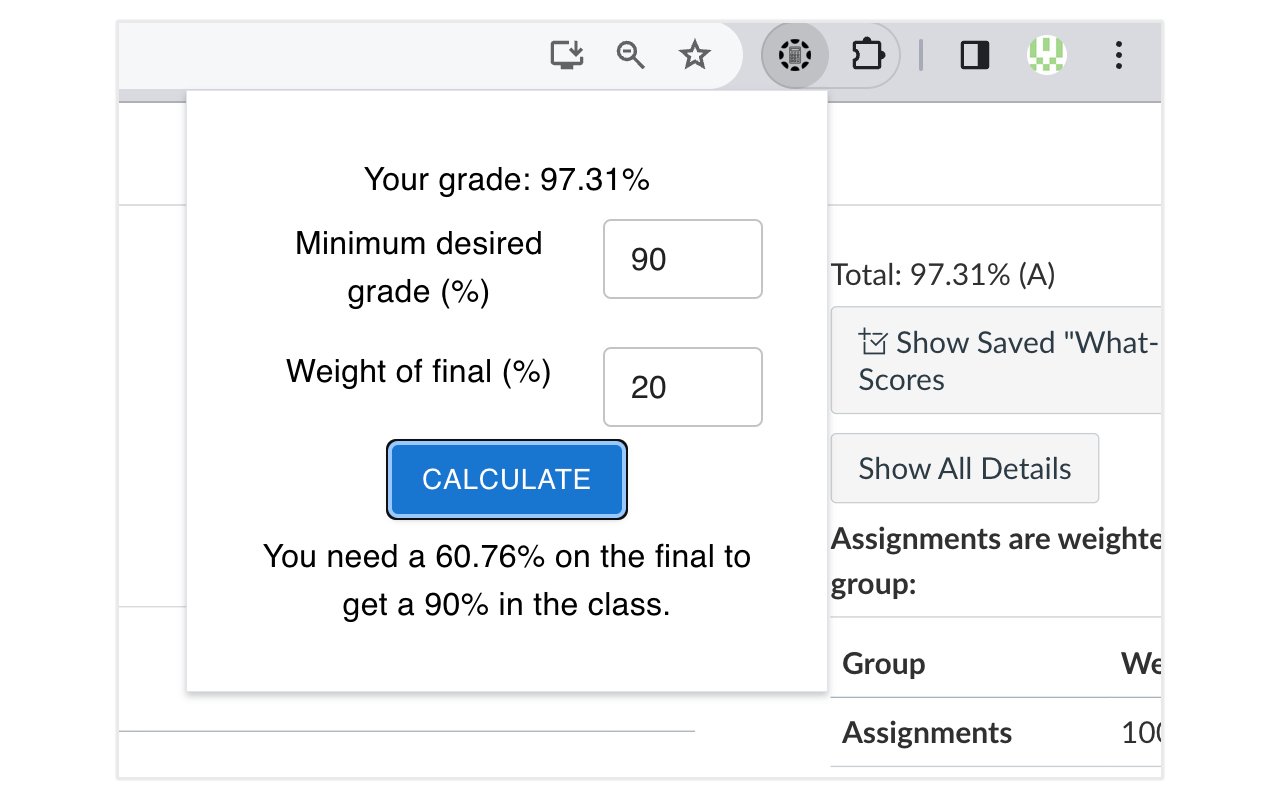 Your grade: 97.31%
Minimum desired
grade (%)
90
Weight of final (%)
20
CALCULATE
You need a 60.76% on the final to
get a 90% in the class.
Total: 97.31% (A)
Show Saved "What-
Scores
Show All Details
Assignments are weighte
group:
Group
We
Assignments
100